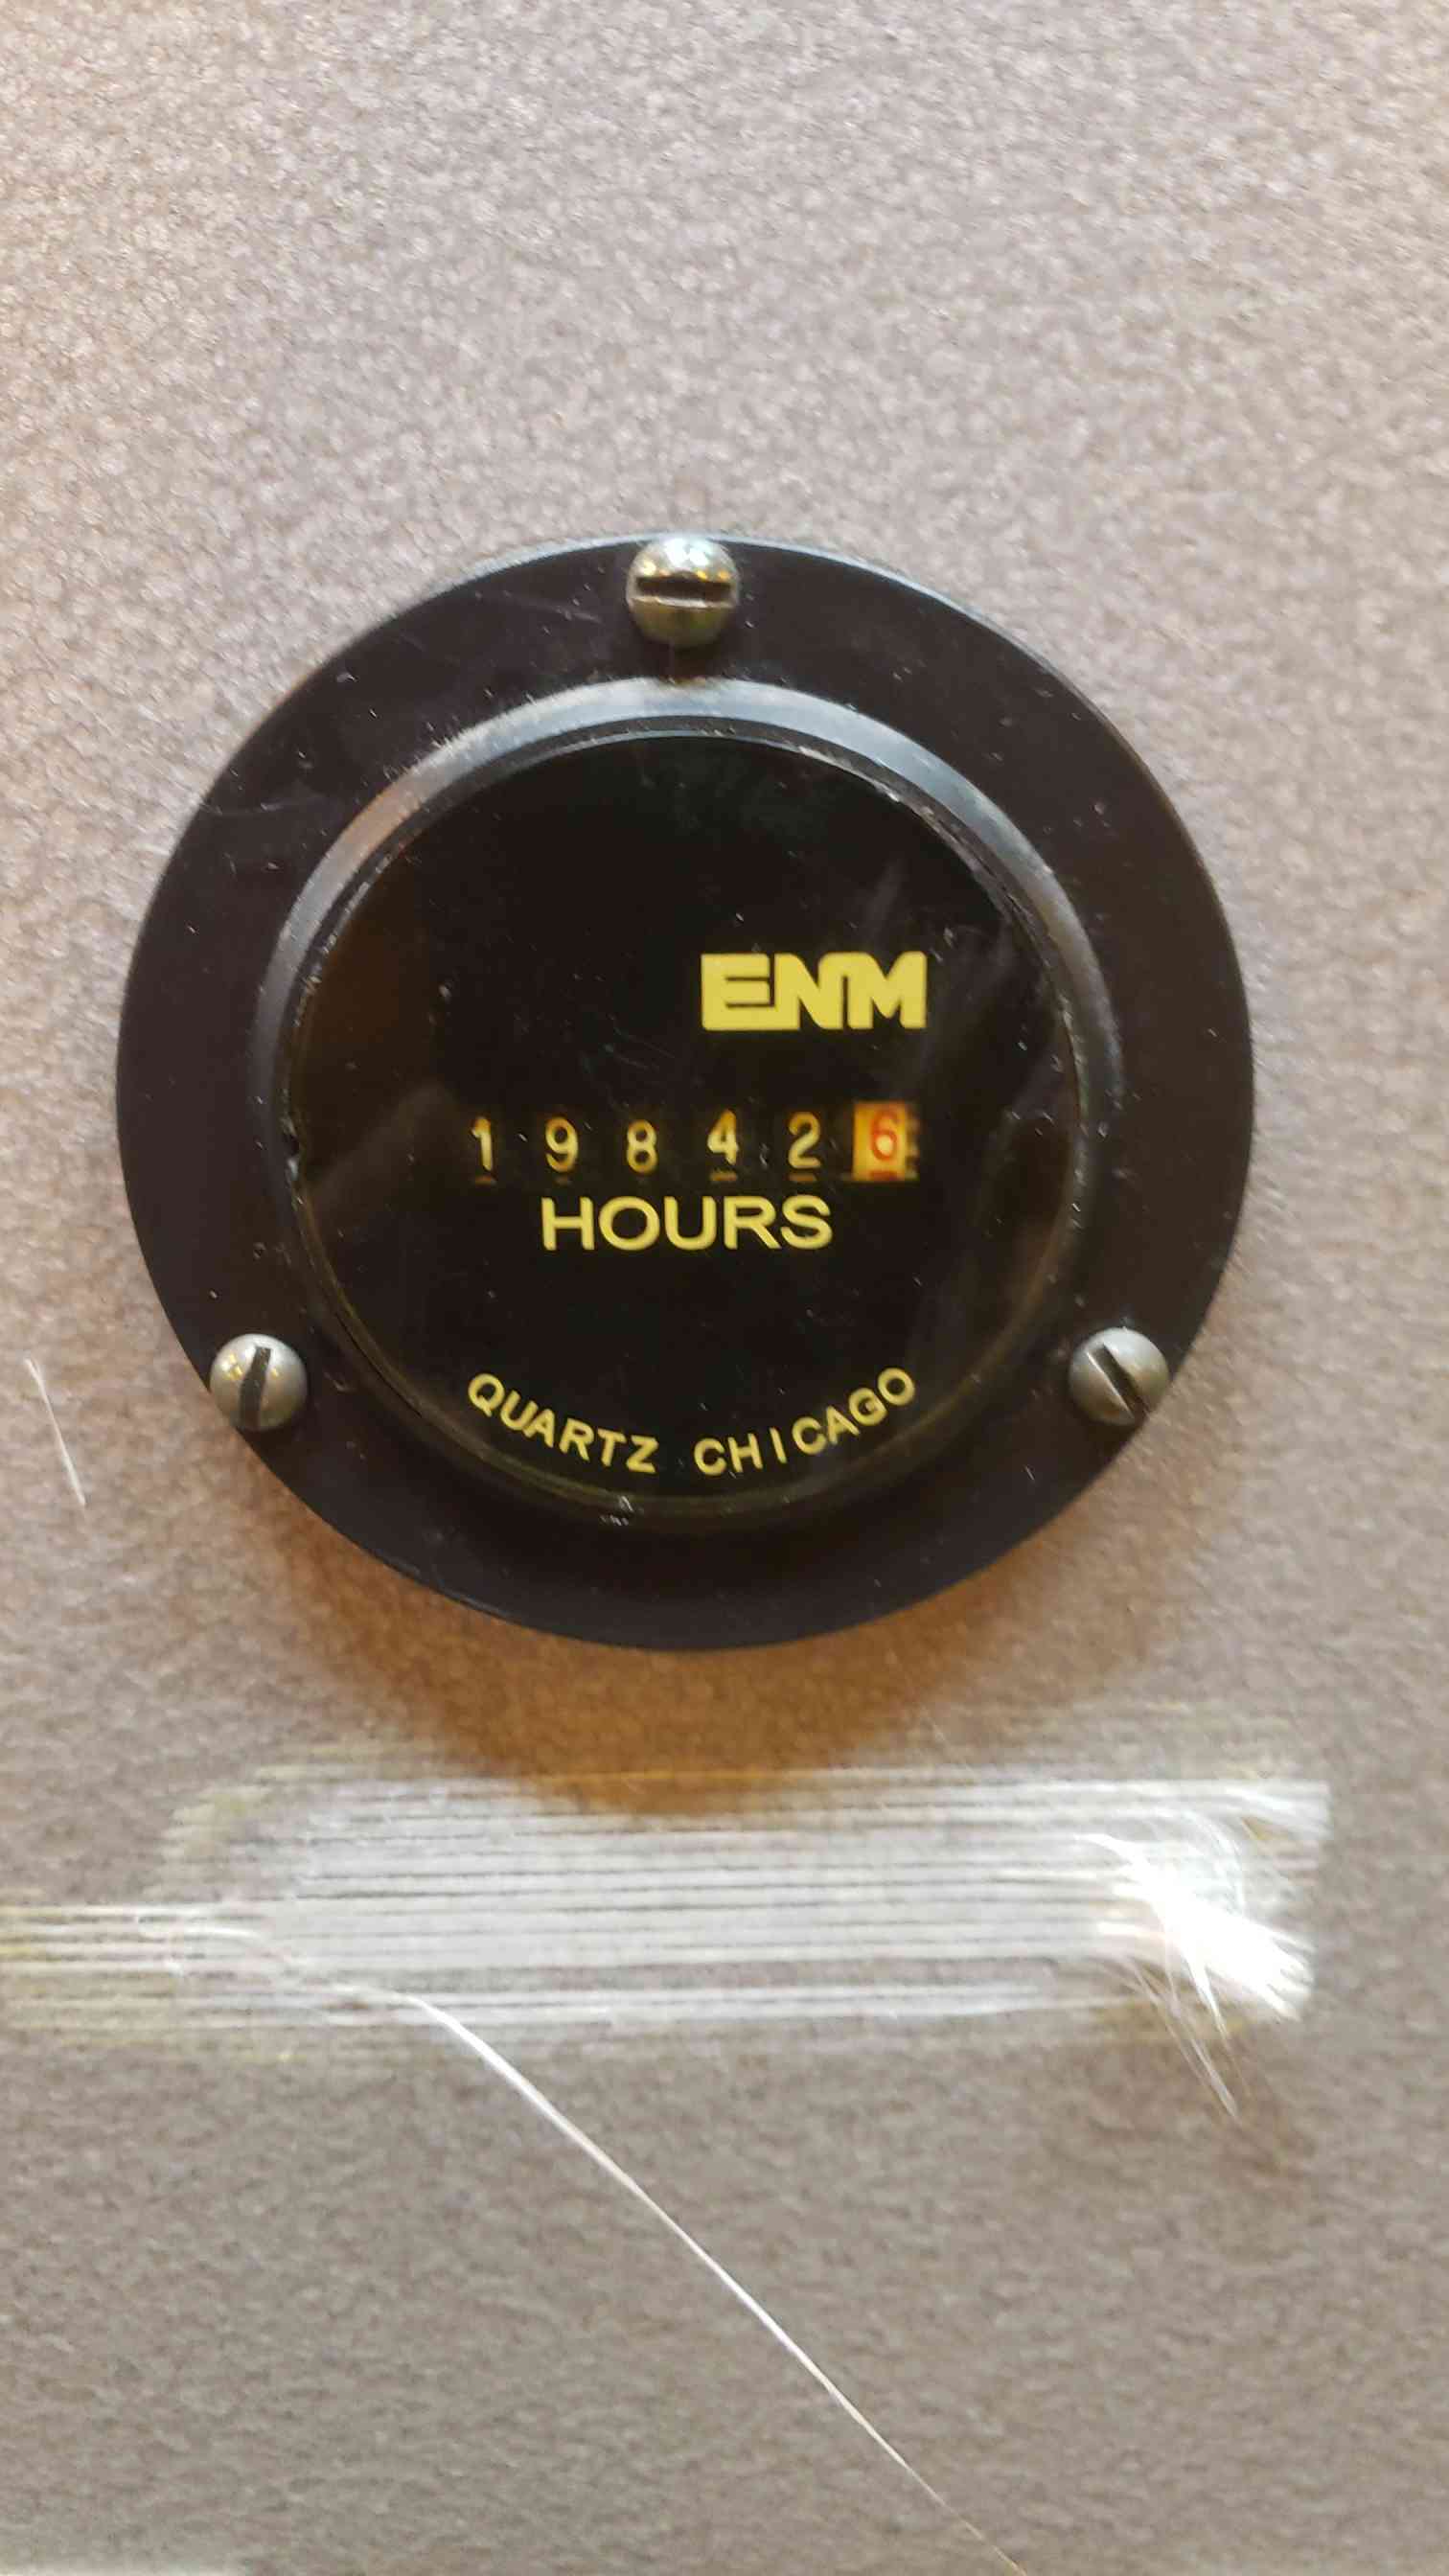 ENM
198426
HOURS
QUARTZ CHICAGO